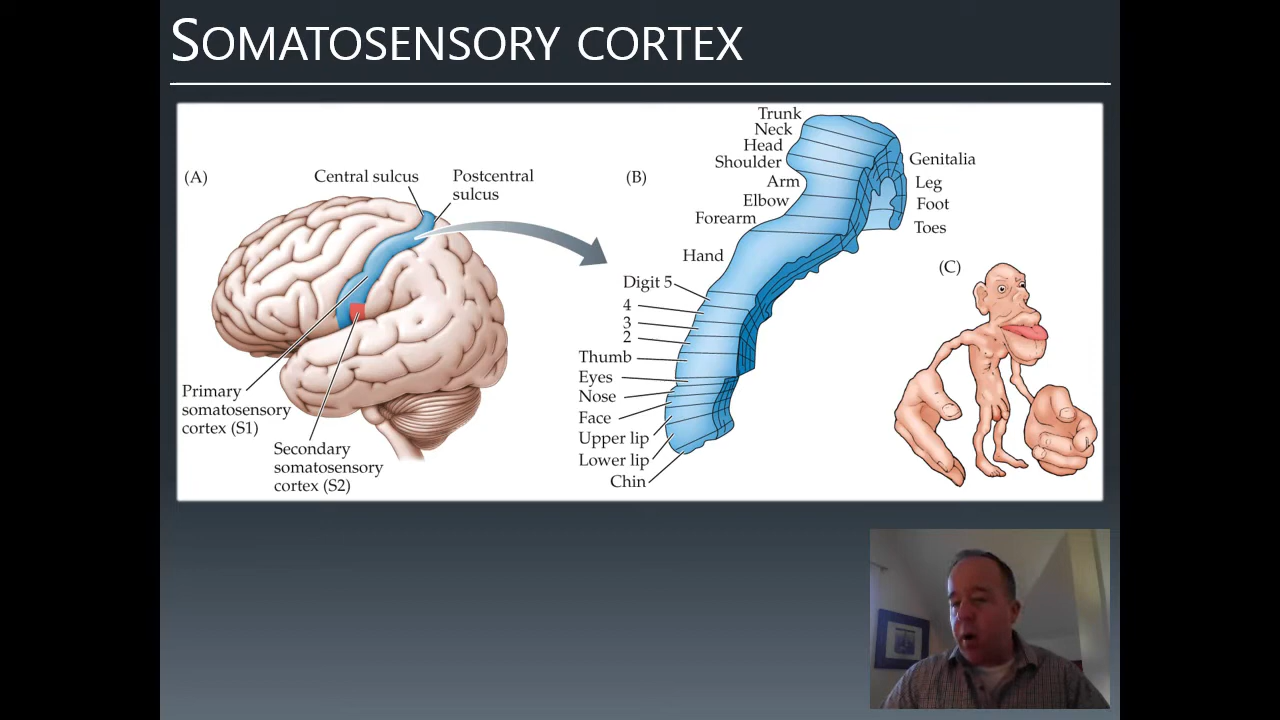 SOMATOSENSORY CORTEX
(A)
Central sulcus
Postcentral
sulcus
Primary
somatosensory
cortex (S1)
Secondary
somatosensory
cortex (S2)
(B)
Trunk
Neck
Head
Shoulder
Arm
Elbow
Forearm
Hand
Digit 5
4
3
2
Thumb
Eyes
Nose
Face
Upper lip
Lower lip
Chin
Genitalia
Leg
Foot
Toes
(C)